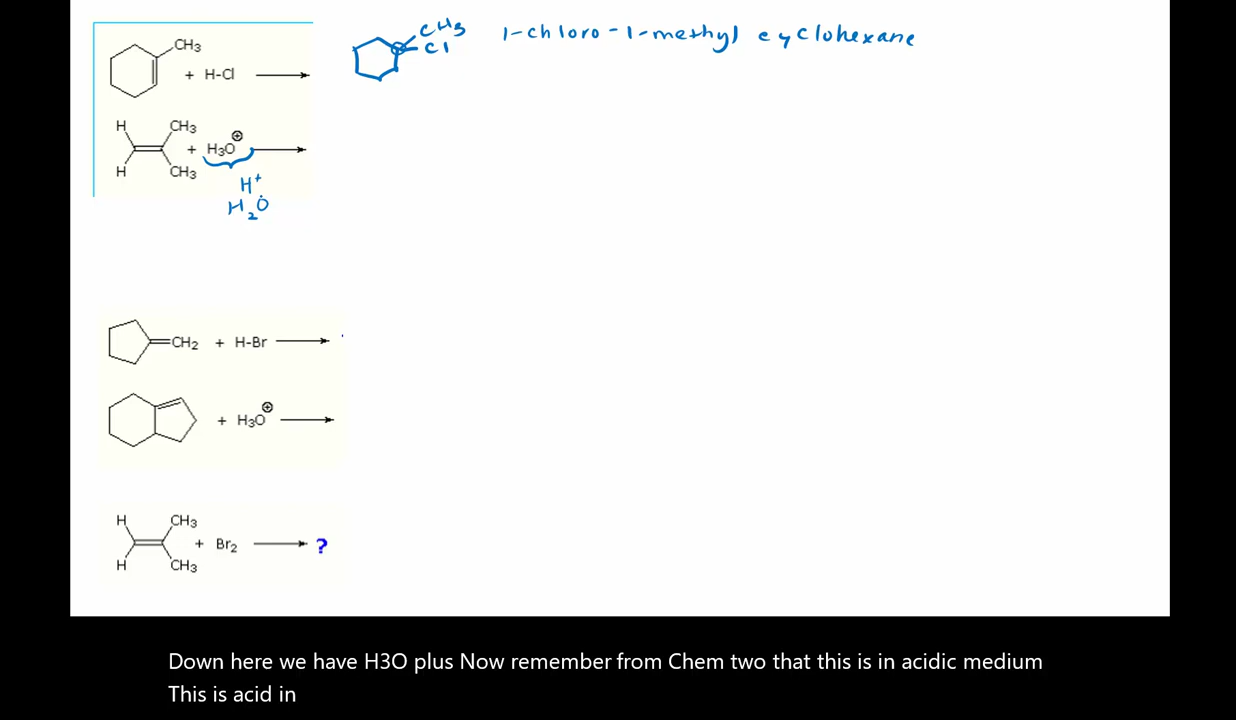 CH3
CH3
Cl
1-chloro-1-methyl cyclohexane
+ H-Cl
H
CH3
+ H3O⊕
H
CH3
H+
H2O
=CH2 + H-Br
+ H3O⊕
H
CH3
+ Br2 ?
H
CH3
Down here we have H3O plus Now remember from Chem two that this is in acidic medium
This is acid in